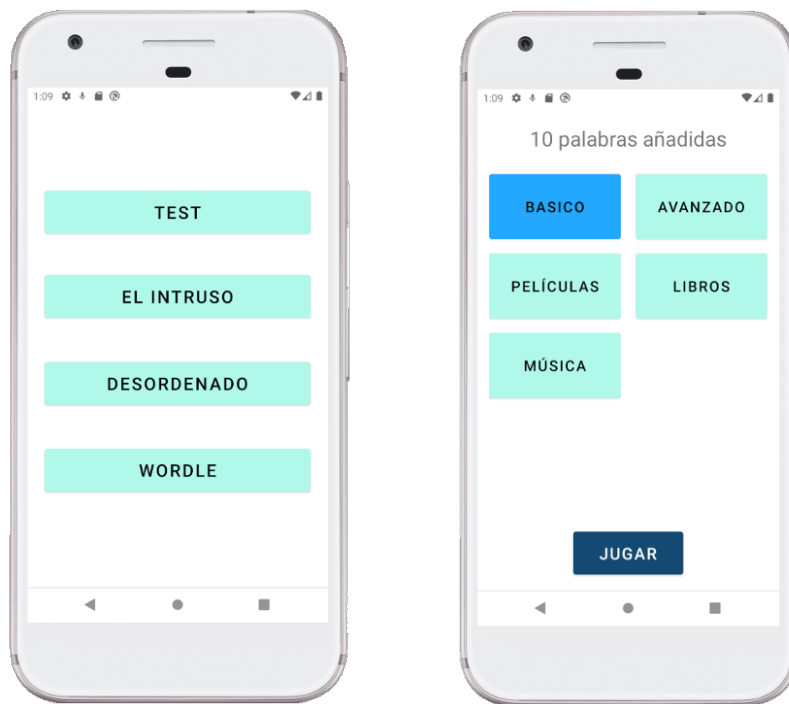 1:09
TEST
EL INTRUSO
DESORDENADO
WORDLE
1:09
10 palabras añadidas
BASICO
AVANZADO
PELÍCULAS
LIBROS
MÚSICA
JUGAR